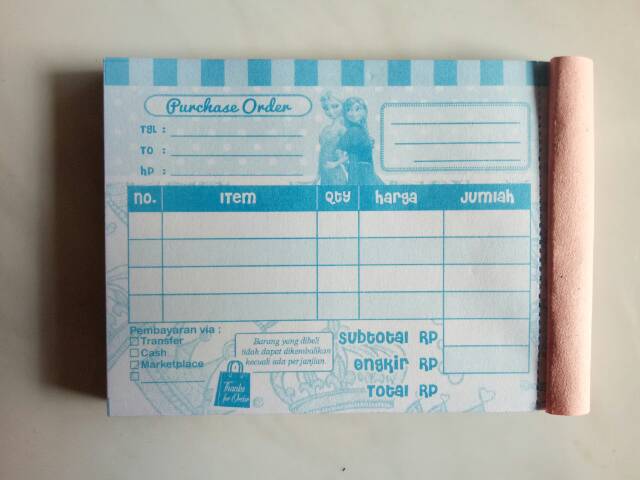 Purchase Order
TGL :
TO :
HP :
no. Item Qty harga Jumlah
Pembayaran via :
Transfer
Cash
Marketplace
Barang yang dibeli
tidak dapat dikembalikan
kecuali ada perjanjian.
Thanks
for Order
Subtotal RP
Ongkir RP
Total RP